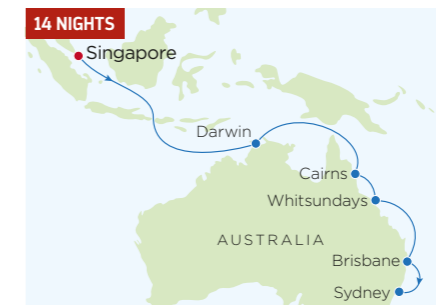 14 NIGHTS
Singapore
Darwin
Cairns
Whitsundays
AUSTRALIA
Brisbane
Sydney